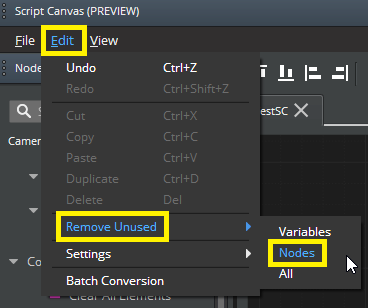 Script Canvas (PREVIEW)
File Edit View
Node
Undo Ctrl+Z
Redo Ctrl+Shift+Z
estSC
Cut Ctrl+X
Copy Ctrl+C
Came
Paste Ctrl+V
Duplicate Ctrl+D
Delete Del
Remove Unused
Variables
Settings
Nodes
Co
All
Batch Conversion
Clear All Elements